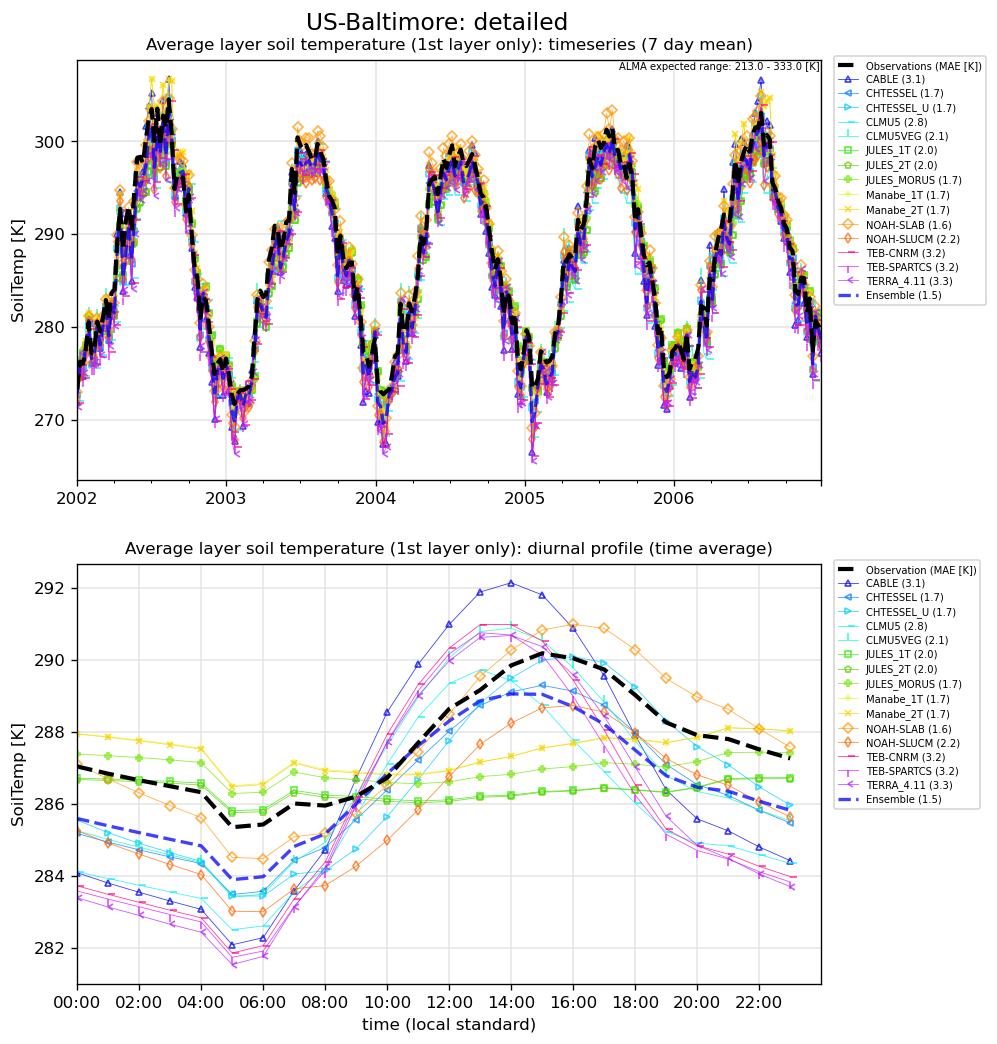 US-Baltimore: detailed
Average layer soil temperature (1st layer only): timeseries (7 day mean)
ALMA expected range: 213.0 - 333.0 [K]
SoilTemp [K]
300
290
280
270
2002 2003 2004 2005 2006
Observations (MAE [K])
CABLE (3.1)
CHTESSEL (1.7)
CHTESSEL_U (1.7)
CLMU5 (2.8)
CLMU5VEG (2.1)
JULES_1T (2.0)
JULES_2T (2.0)
JULES_MORUS (1.7)
Manabe_1T (1.7)
Manabe_2T (1.7)
NOAH-SLAB (1.6)
NOAH-SLUCM (2.2)
TEB-CNRM (3.2)
TEB-SPARTCS (3.2)
TERRA_4.11 (3.3)
Ensemble (1.5)
Average layer soil temperature (1st layer only): diurnal profile (time average)
SoilTemp [K]
292
290
288
286
284
282
00:00 02:00 04:00 06:00 08:00 10:00 12:00 14:00 16:00 18:00 20:00 22:00
time (local standard)
Observation (MAE [K])
CABLE (3.1)
CHTESSEL (1.7)
CHTESSEL_U (1.7)
CLMU5 (2.8)
CLMU5VEG (2.1)
JULES_1T (2.0)
JULES_2T (2.0)
JULES_MORUS (1.7)
Manabe_1T (1.7)
Manabe_2T (1.7)
NOAH-SLAB (1.6)
NOAH-SLUCM (2.2)
TEB-CNRM (3.2)
TEB-SPARTCS (3.2)
TERRA_4.11 (3.3)
Ensemble (1.5)